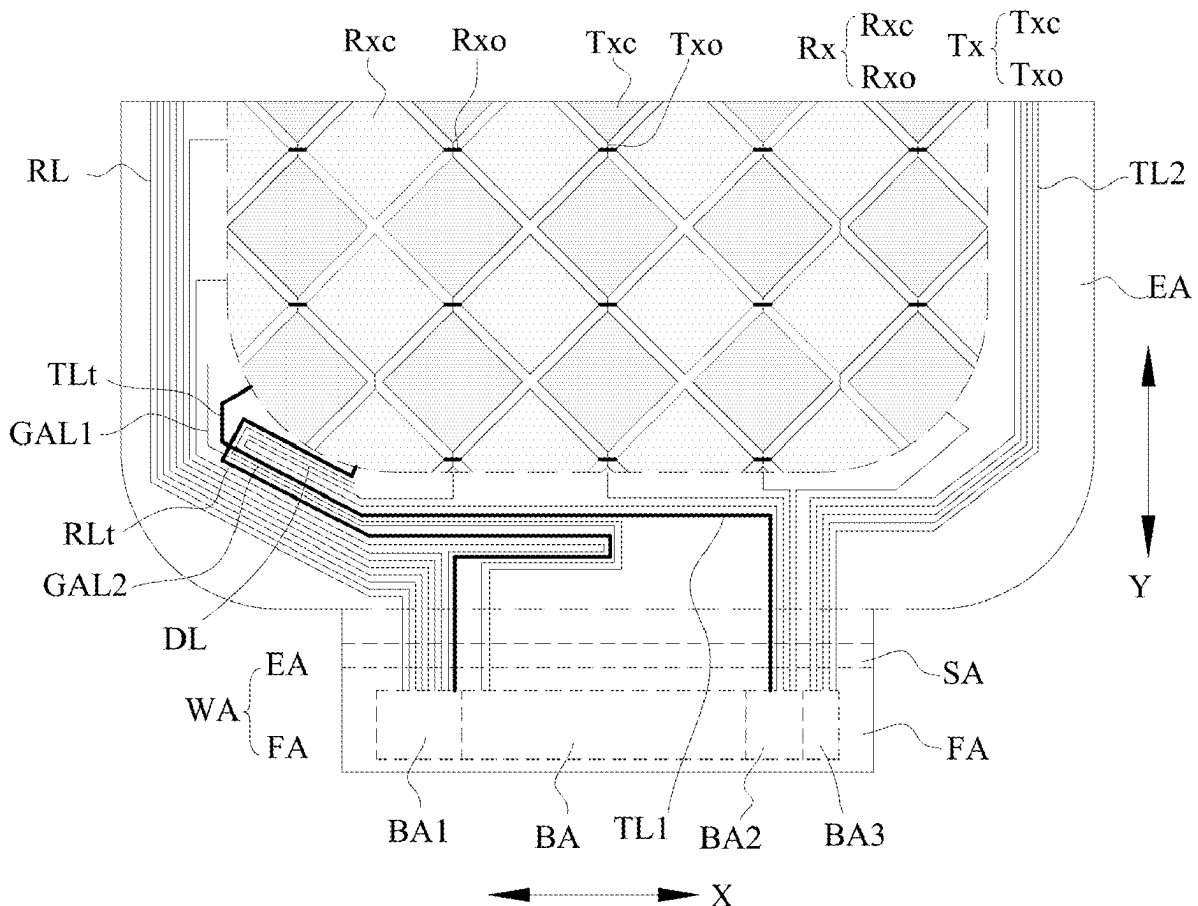 Rxc Rxo Txc Txo Rx { Rxc Rxo Tx { Txc Txo
RL
TL2
EA
TLt
GAL1
RLt
GAL2
DL
Y
EA
SA
WA {
FA
FA
BA1 BA TL1 BA2 BA3
X